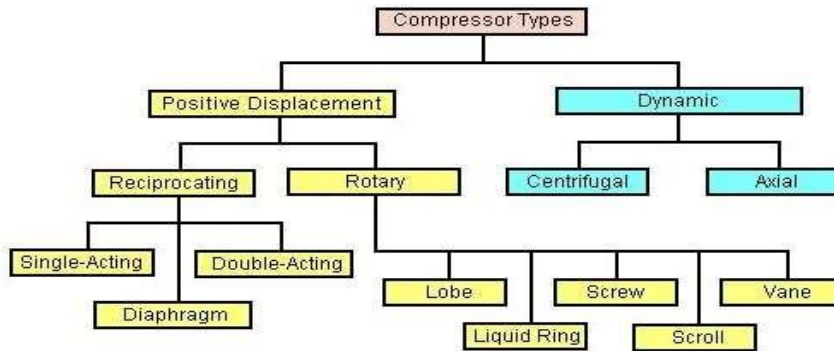 Compressor Types
Positive Displacement
Dynamic
Reciprocating
Rotary
Centrifugal
Axial
Single-Acting
Double-Acting
Diaphragm
Lobe
Liquid Ring
Screw
Scroll
Vane